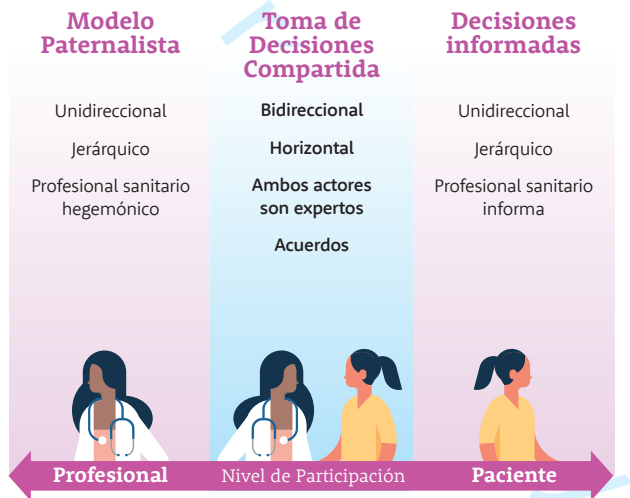 Modelo
Paternalista
Unidireccional
Jerárquico
Profesional sanitario
hegemónico
Toma de
Decisiones
Compartida
Bidireccional
Horizontal
Ambos actores
son expertos
Acuerdos
Decisiones
informadas
Unidireccional
Jerárquico
Profesional sanitario
informa
Profesional
Nivel de Participación
Paciente